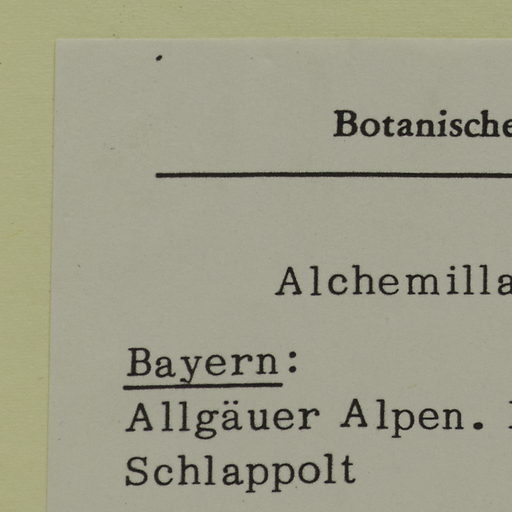 Botanische
Alchemilla
Bayern:
Allgäuer Alpen.
Schlappolt